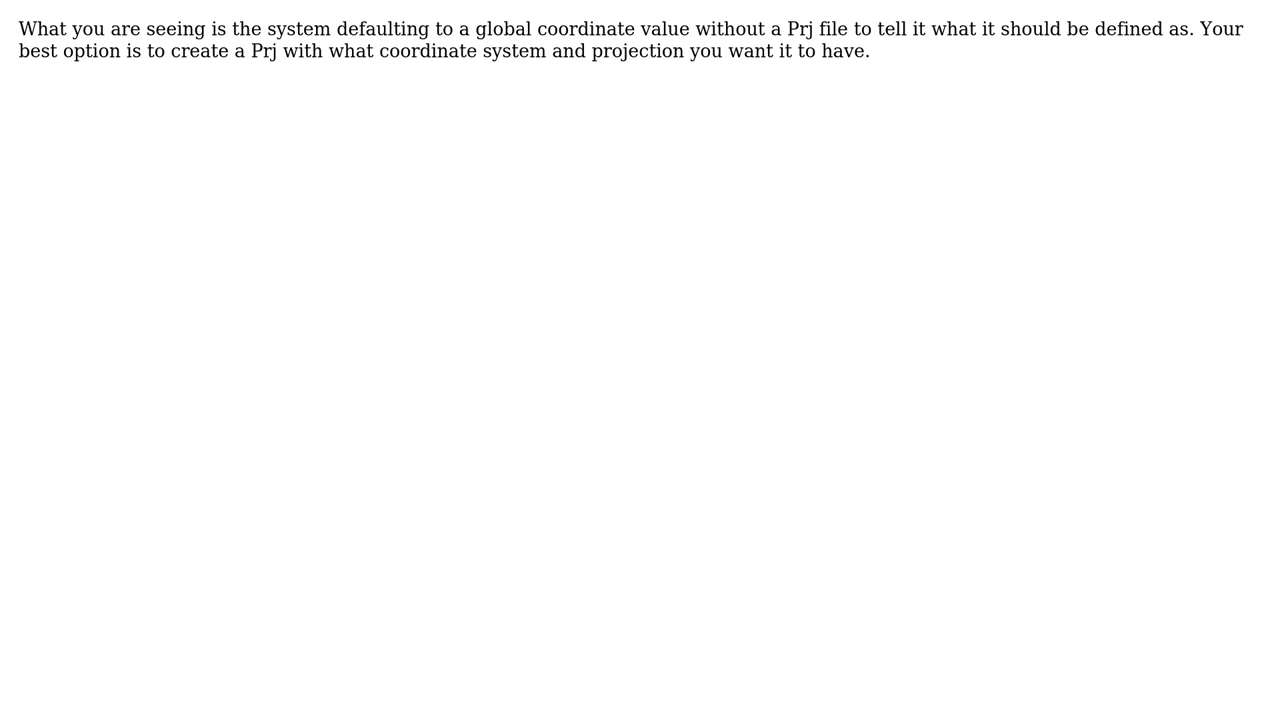 What you are seeing is the system defaulting to a global coordinate value without a Prj file to tell it what it should be defined as. Your
best option is to create a Prj with what coordinate system and projection you want it to have.